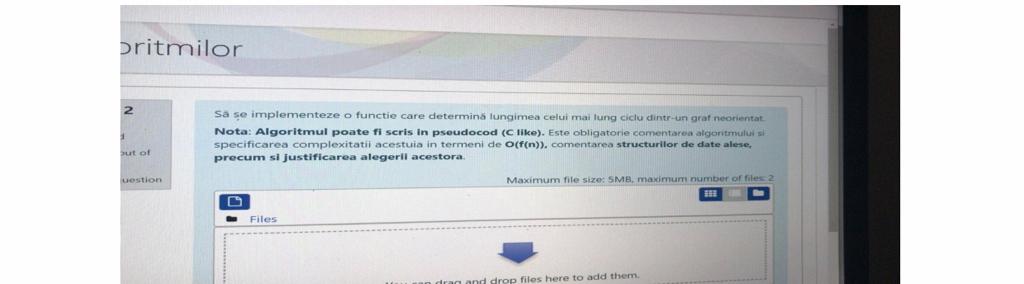 oritmilor
2
out of
uestion
Să se implementeze o functie care determină lungimea celui mai lung ciclu dintr-un graf neorientat.
Nota: Algoritmul poate fi scris in pseudocod (C like). Este obligatorie comentarea algoritmului si
specificarea complexitatii acestuia in termeni de O(f(n)), comentarea structurilor de date alese,
precum si justificarea alegerii acestora.
Maximum file size: 5MB, maximum number of files: 2
Files
You can drag and drop files here to add them.